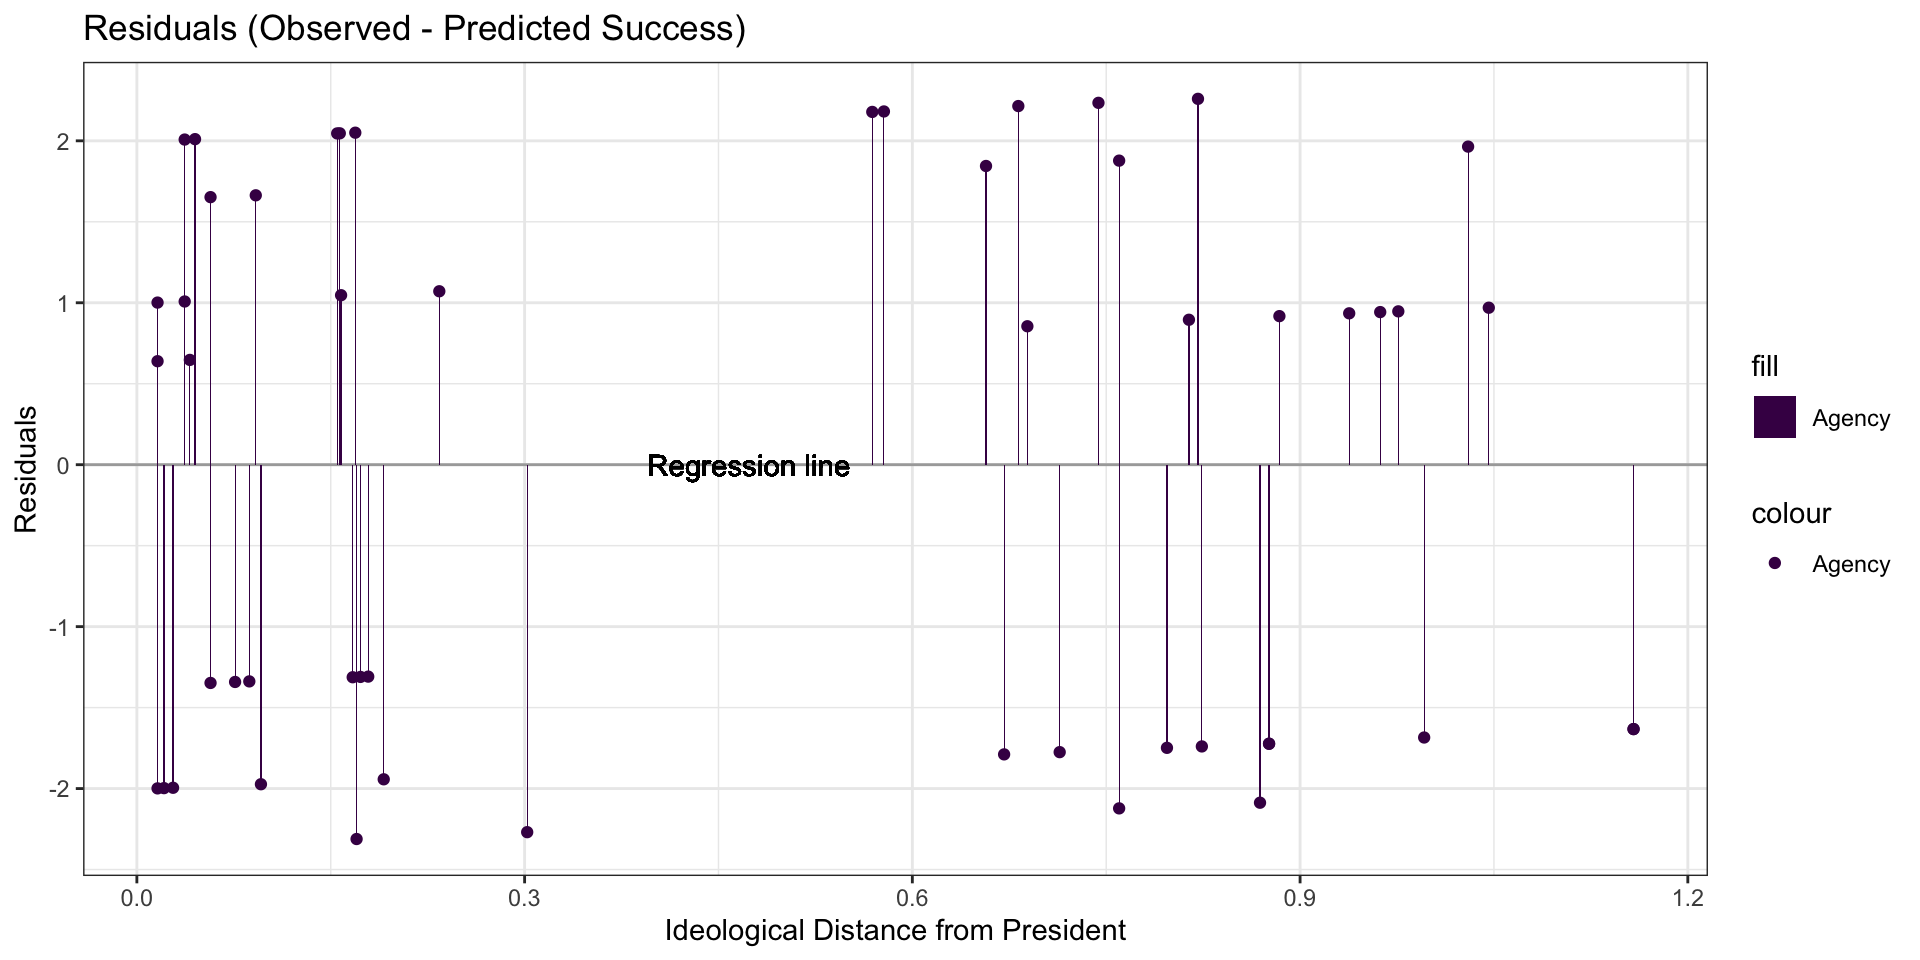 Residuals (Observed - Predicted Success)
Residuals
2
1
0
-1
-2
Regression line
0.0
0.3
0.6
0.9
1.2
Ideological Distance from President
fill
Agency
colour
Agency